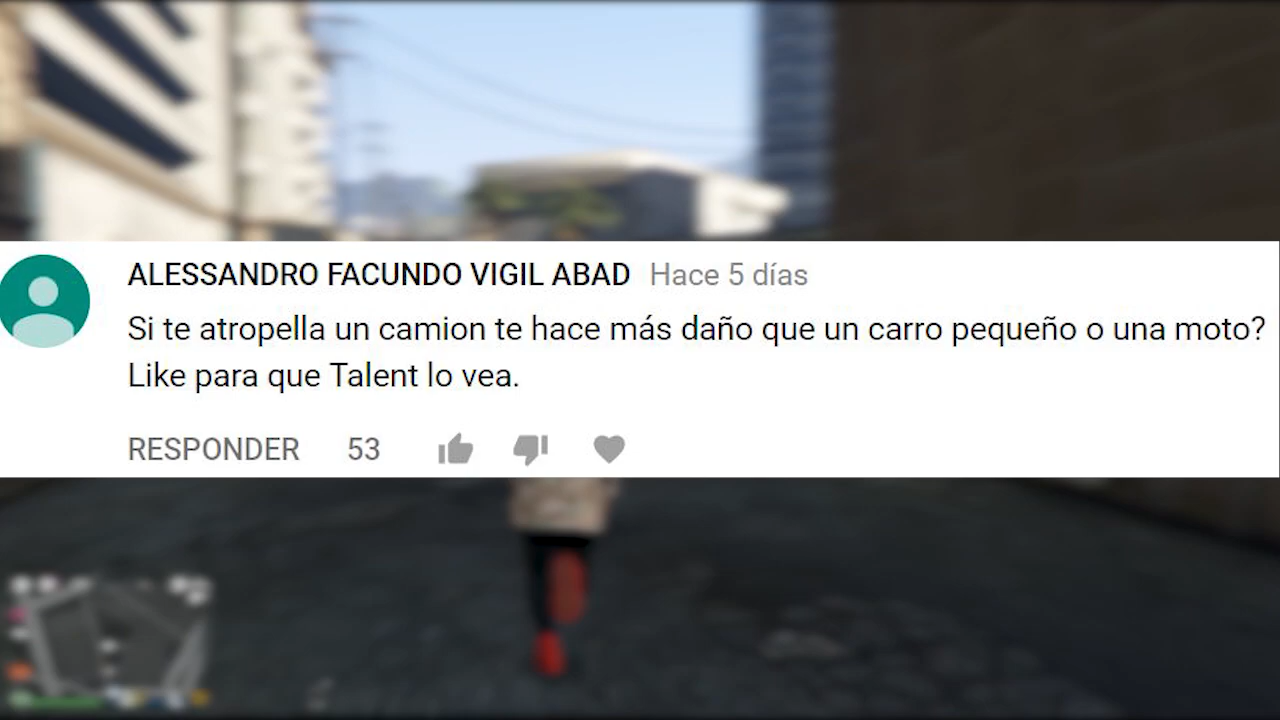 ALESSANDRO FACUNDO VIGIL ABAD Hace 5 días
Si te atropella un camion te hace más daño que un carro pequeño o una moto?
Like para que Talent lo vea.
RESPONDER 53